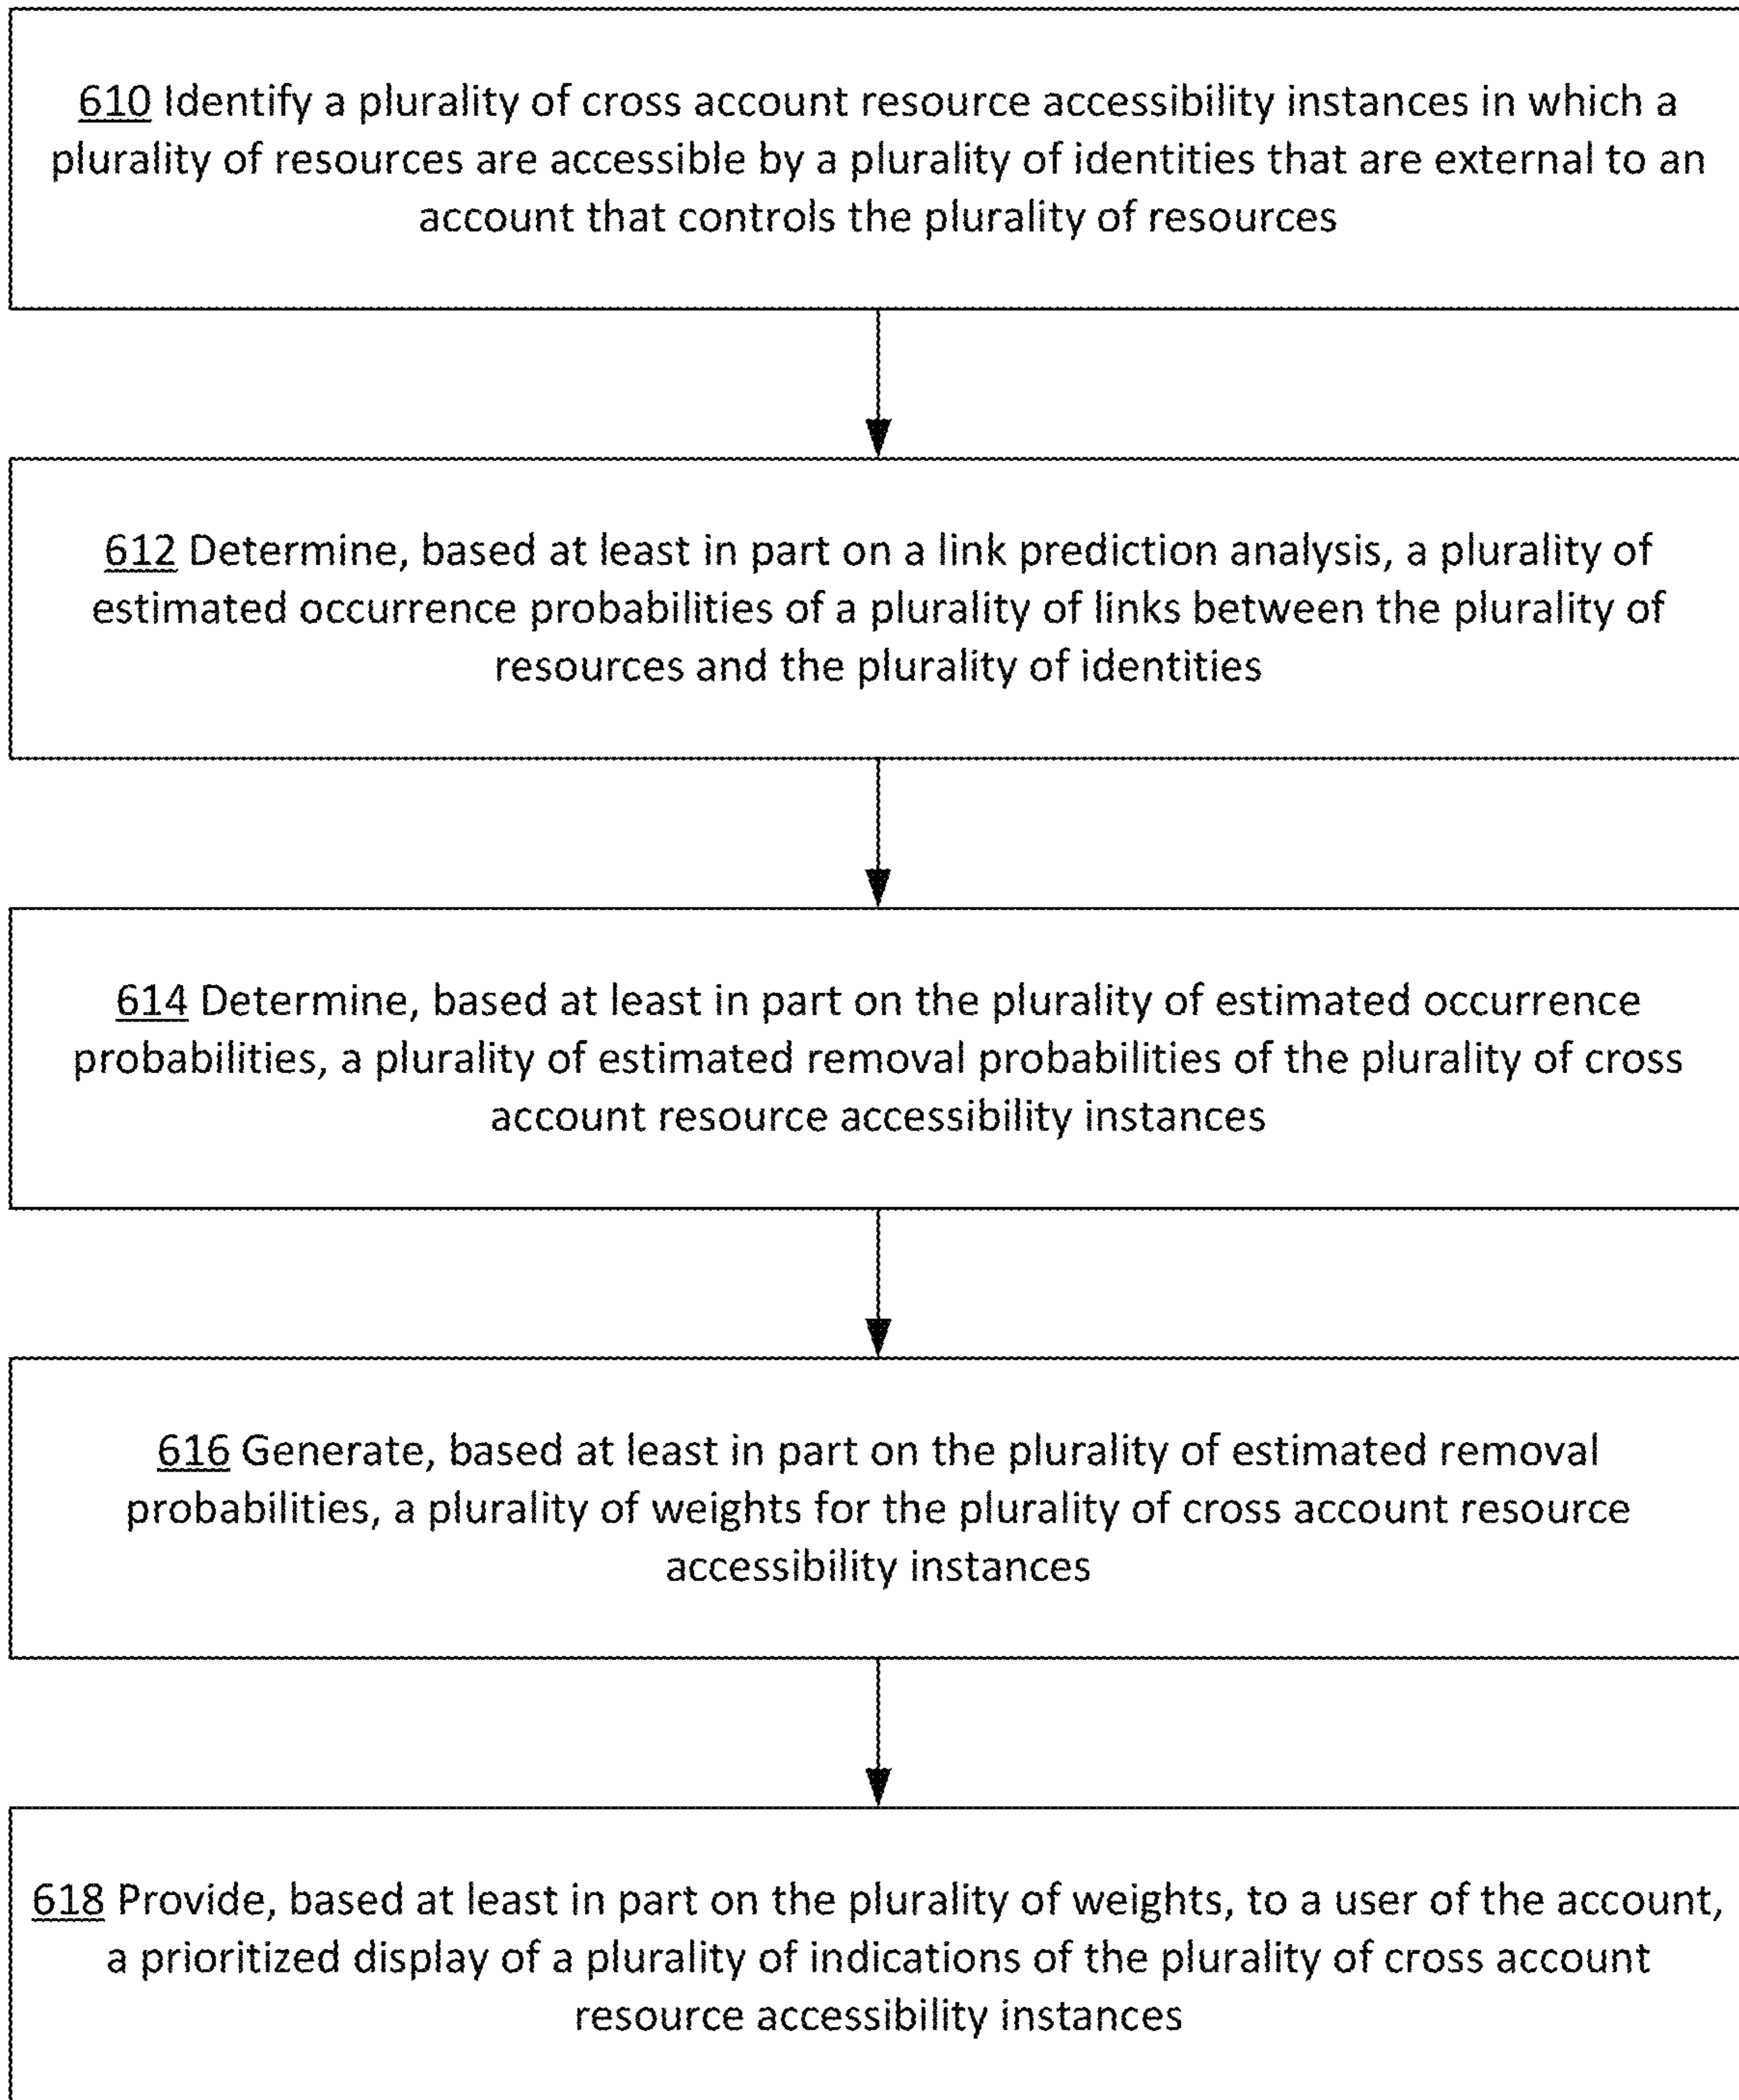 610 Identify a plurality of cross account resource accessibility instances in which a
plurality of resources are accessible by a plurality of identities that are external to an
account that controls the plurality of resources
612 Determine, based at least in part on a link prediction analysis, a plurality of
estimated occurrence probabilities of a plurality of links between the plurality of
resources and the plurality of identities
614 Determine, based at least in part on the plurality of estimated occurrence
probabilities, a plurality of estimated removal probabilities of the plurality of cross
account resource accessibility instances
616 Generate, based at least in part on the plurality of estimated removal
probabilities, a plurality of weights for the plurality of cross account resource
accessibility instances
618 Provide, based at least in part on the plurality of weights, to a user of the account,
a prioritized display of a plurality of indications of the plurality of cross account
resource accessibility instances